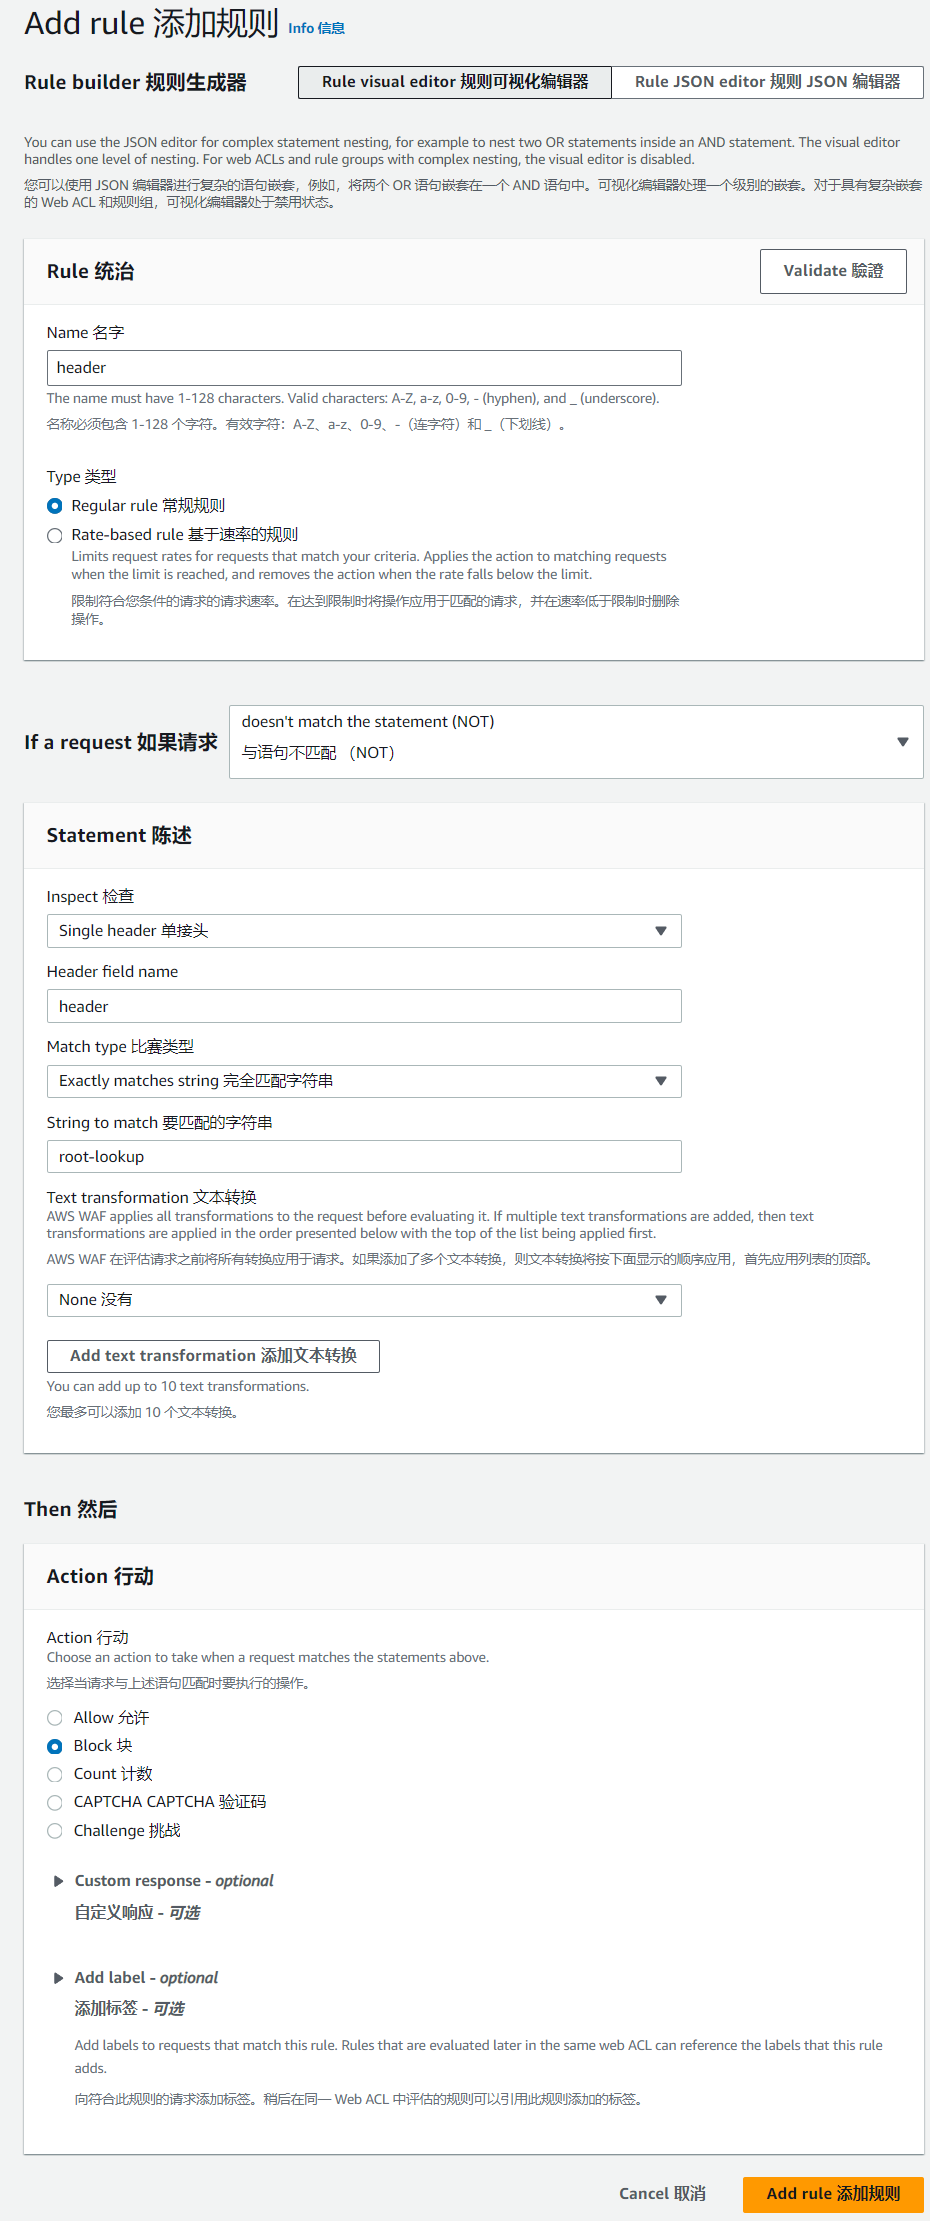 Add rule 添加规则 Info 信息
Rule builder 规则生成器
Rule visual editor 规则可视化编辑器
Rule JSON editor 规则 JSON 编辑器
You can use the JSON editor for complex statement nesting, for example to nest two OR statements inside an AND statement. The visual editor
handles one level of nesting. For web ACLs and rule groups with complex nesting, the visual editor is disabled.
您可以使用 JSON 编辑器进行复杂的语句嵌套，例如，将两个 OR 语句嵌套在一个 AND 语句中。可视化编辑器处理一个级别的嵌套。对于具有复杂嵌套
的 Web ACL 和规则组，可视化编辑器处于禁用状态。
Rule 统治
Validate 驗證
Name 名字
header
The name must have 1-128 characters. Valid characters: A-Z, a-z, 0-9, - (hyphen), and _ (underscore).
名称必须包含 1-128 个字符。有效字符：A-Z、a-z、0-9、-（连字符）和 _（下划线）。
Type 类型
Regular rule 常规规则
Rate-based rule 基于速率的规则
Limits request rates for requests that match your criteria. Applies the action to matching requests
when the limit is reached, and removes the action when the rate falls below the limit.
限制符合您条件的请求的请求速率。在达到限制时将操作应用于匹配的请求，并在速率低于限制时删除
操作。
If a request 如果请求
doesn't match the statement (NOT)
与语句不匹配 （NOT）
Statement 陈述
Inspect 检查
Single header 单接头
Header field name
header
Match type 比赛类型
Exactly matches string 完全匹配字符串
String to match 要匹配的字符串
root-lookup
Text transformation 文本转换
AWS WAF applies all transformations to the request before evaluating it. If multiple text transformations are added, then text
transformations are applied in the order presented below with the top of the list being applied first.
AWS WAF 在评估请求之前将所有转换应用于请求。如果添加了多个文本转换，则文本转换将按下面显示的顺序应用，首先应用列表的顶部。
None 没有
Add text transformation 添加文本转换
You can add up to 10 text transformations.
您最多可以添加 10 个文本转换。
Then 然后
Action 行动
Action 行动
Choose an action to take when a request matches the statements above.
选择当请求与上述语句匹配时要执行的操作。
Allow 允许
Block 块
Count 计数
CAPTCHA CAPTCHA 验证码
Challenge 挑战
Custom response - optional
自定义响应 - 可选
Add label - optional
添加标签 - 可选
Add labels to requests that match this rule. Rules that are evaluated later in the same web ACL can reference the labels that this rule
adds.
向符合此规则的请求添加标签。稍后在同一 Web ACL 中评估的规则可以引用此规则添加的标签。
Cancel 取消
Add rule 添加规则